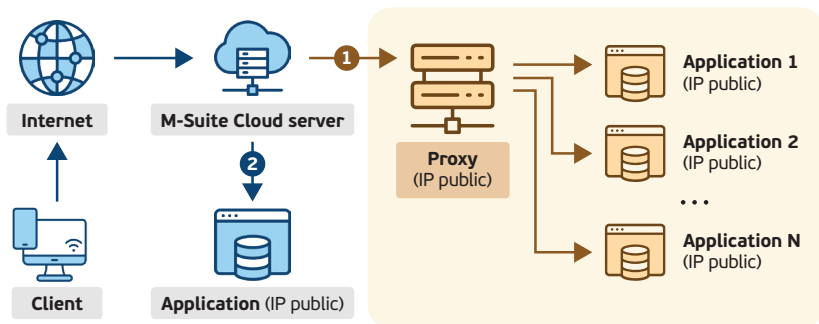 Internet
M-Suite Cloud server
1
2
Client
Application (IP public)
Proxy
(IP public)
Application 1
(IP public)
Application 2
(IP public)
...
Application N
(IP public)